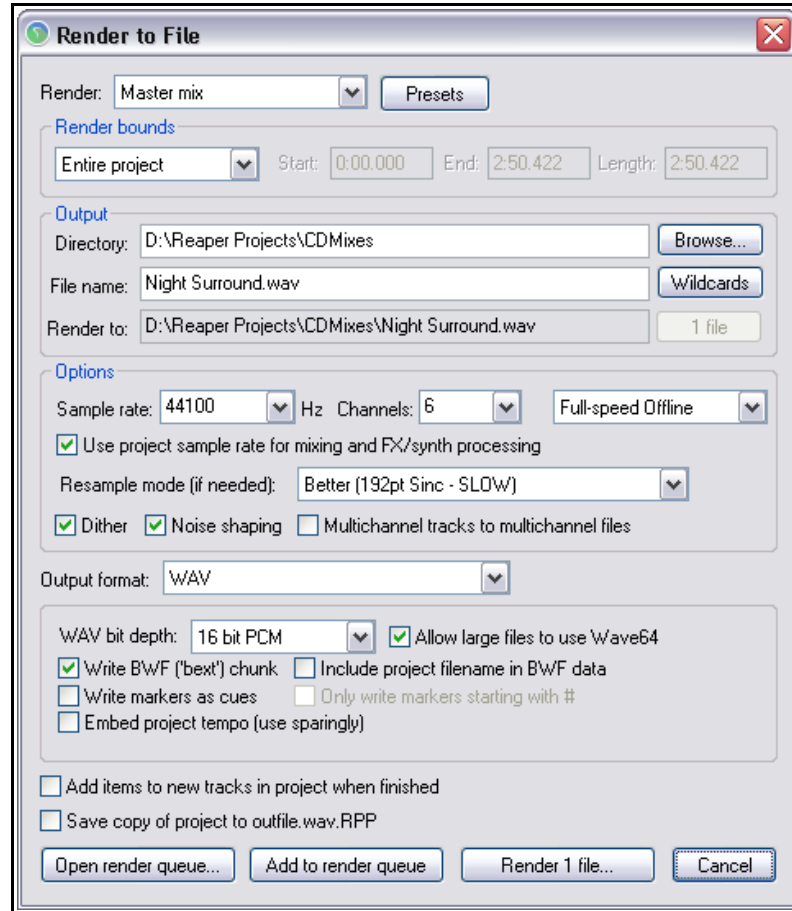 Render to File
Render: Master mix Presets
Render bounds
Entire project Start: 0:00.000 End: 2:50.422 Length: 2:50.422
Output
Directory: D:\Reaper Projects\CDMixes Browse...
File name: Night Surround.wav Wildcards
Render to: D:\Reaper Projects\CDMixes\Night Surround.wav 1 file
Options
Sample rate: 44100 Hz Channels: 6 Full-speed Offline
Use project sample rate for mixing and FX/synth processing
Resample mode (if needed): Better (192pt Sinc - SLOW)
Dither Noise shaping Multichannel tracks to multichannel files
Output format: WAV
WAV bit depth: 16 bit PCM Allow large files to use Wave64
Write BWF ('bext') chunk Include project filename in BWF data
Write markers as cues Only write markers starting with #
Embed project tempo (use sparingly)
Add items to new tracks in project when finished
Save copy of project to outfile.wav.RPP
Open render queue... Add to render queue Render 1 file... Cancel